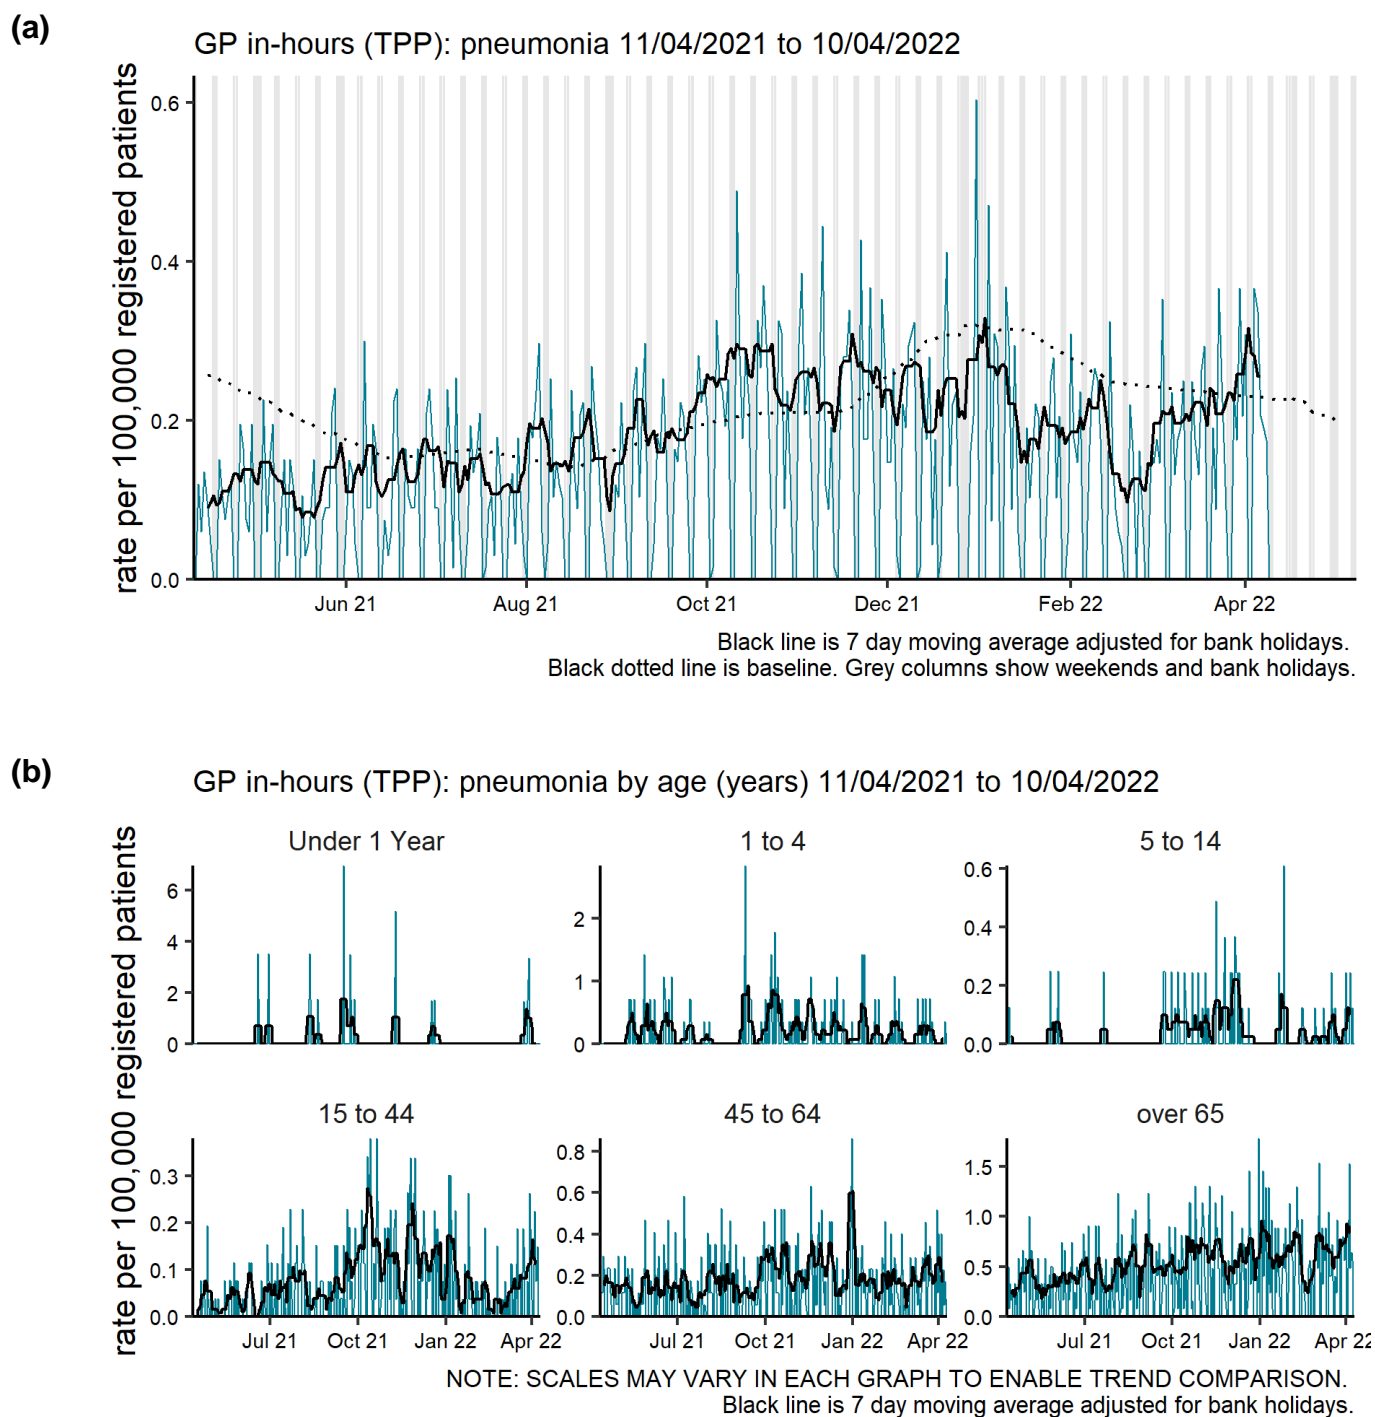 (a)
GP in-hours (TPP): pneumonia 11/04/2021 to 10/04/2022
rate per 100,000 registered patients
0.6
0.4
0.2
0.0
Jun 21 Aug 21 Oct 21 Dec 21 Feb 22 Apr 22
Black line is 7 day moving average adjusted for bank holidays.
Black dotted line is baseline. Grey columns show weekends and bank holidays.
(b)
GP in-hours (TPP): pneumonia by age (years) 11/04/2021 to 10/04/2022
rate per 100,000 registered patients
Under 1 Year
6
4
2
0
1 to 4
2
1
0
5 to 14
0.6
0.4
0.2
0.0
15 to 44
0.3
0.2
0.1
0.0
Jul 21 Oct 21 Jan 22 Apr 22
45 to 64
0.8
0.6
0.4
0.2
0.0
Jul 21 Oct 21 Jan 22 Apr 22
over 65
1.5
1.0
0.5
0.0
Jul 21 Oct 21 Jan 22 Apr 22
NOTE: SCALES MAY VARY IN EACH GRAPH TO ENABLE TREND COMPARISON.
Black line is 7 day moving average adjusted for bank holidays.